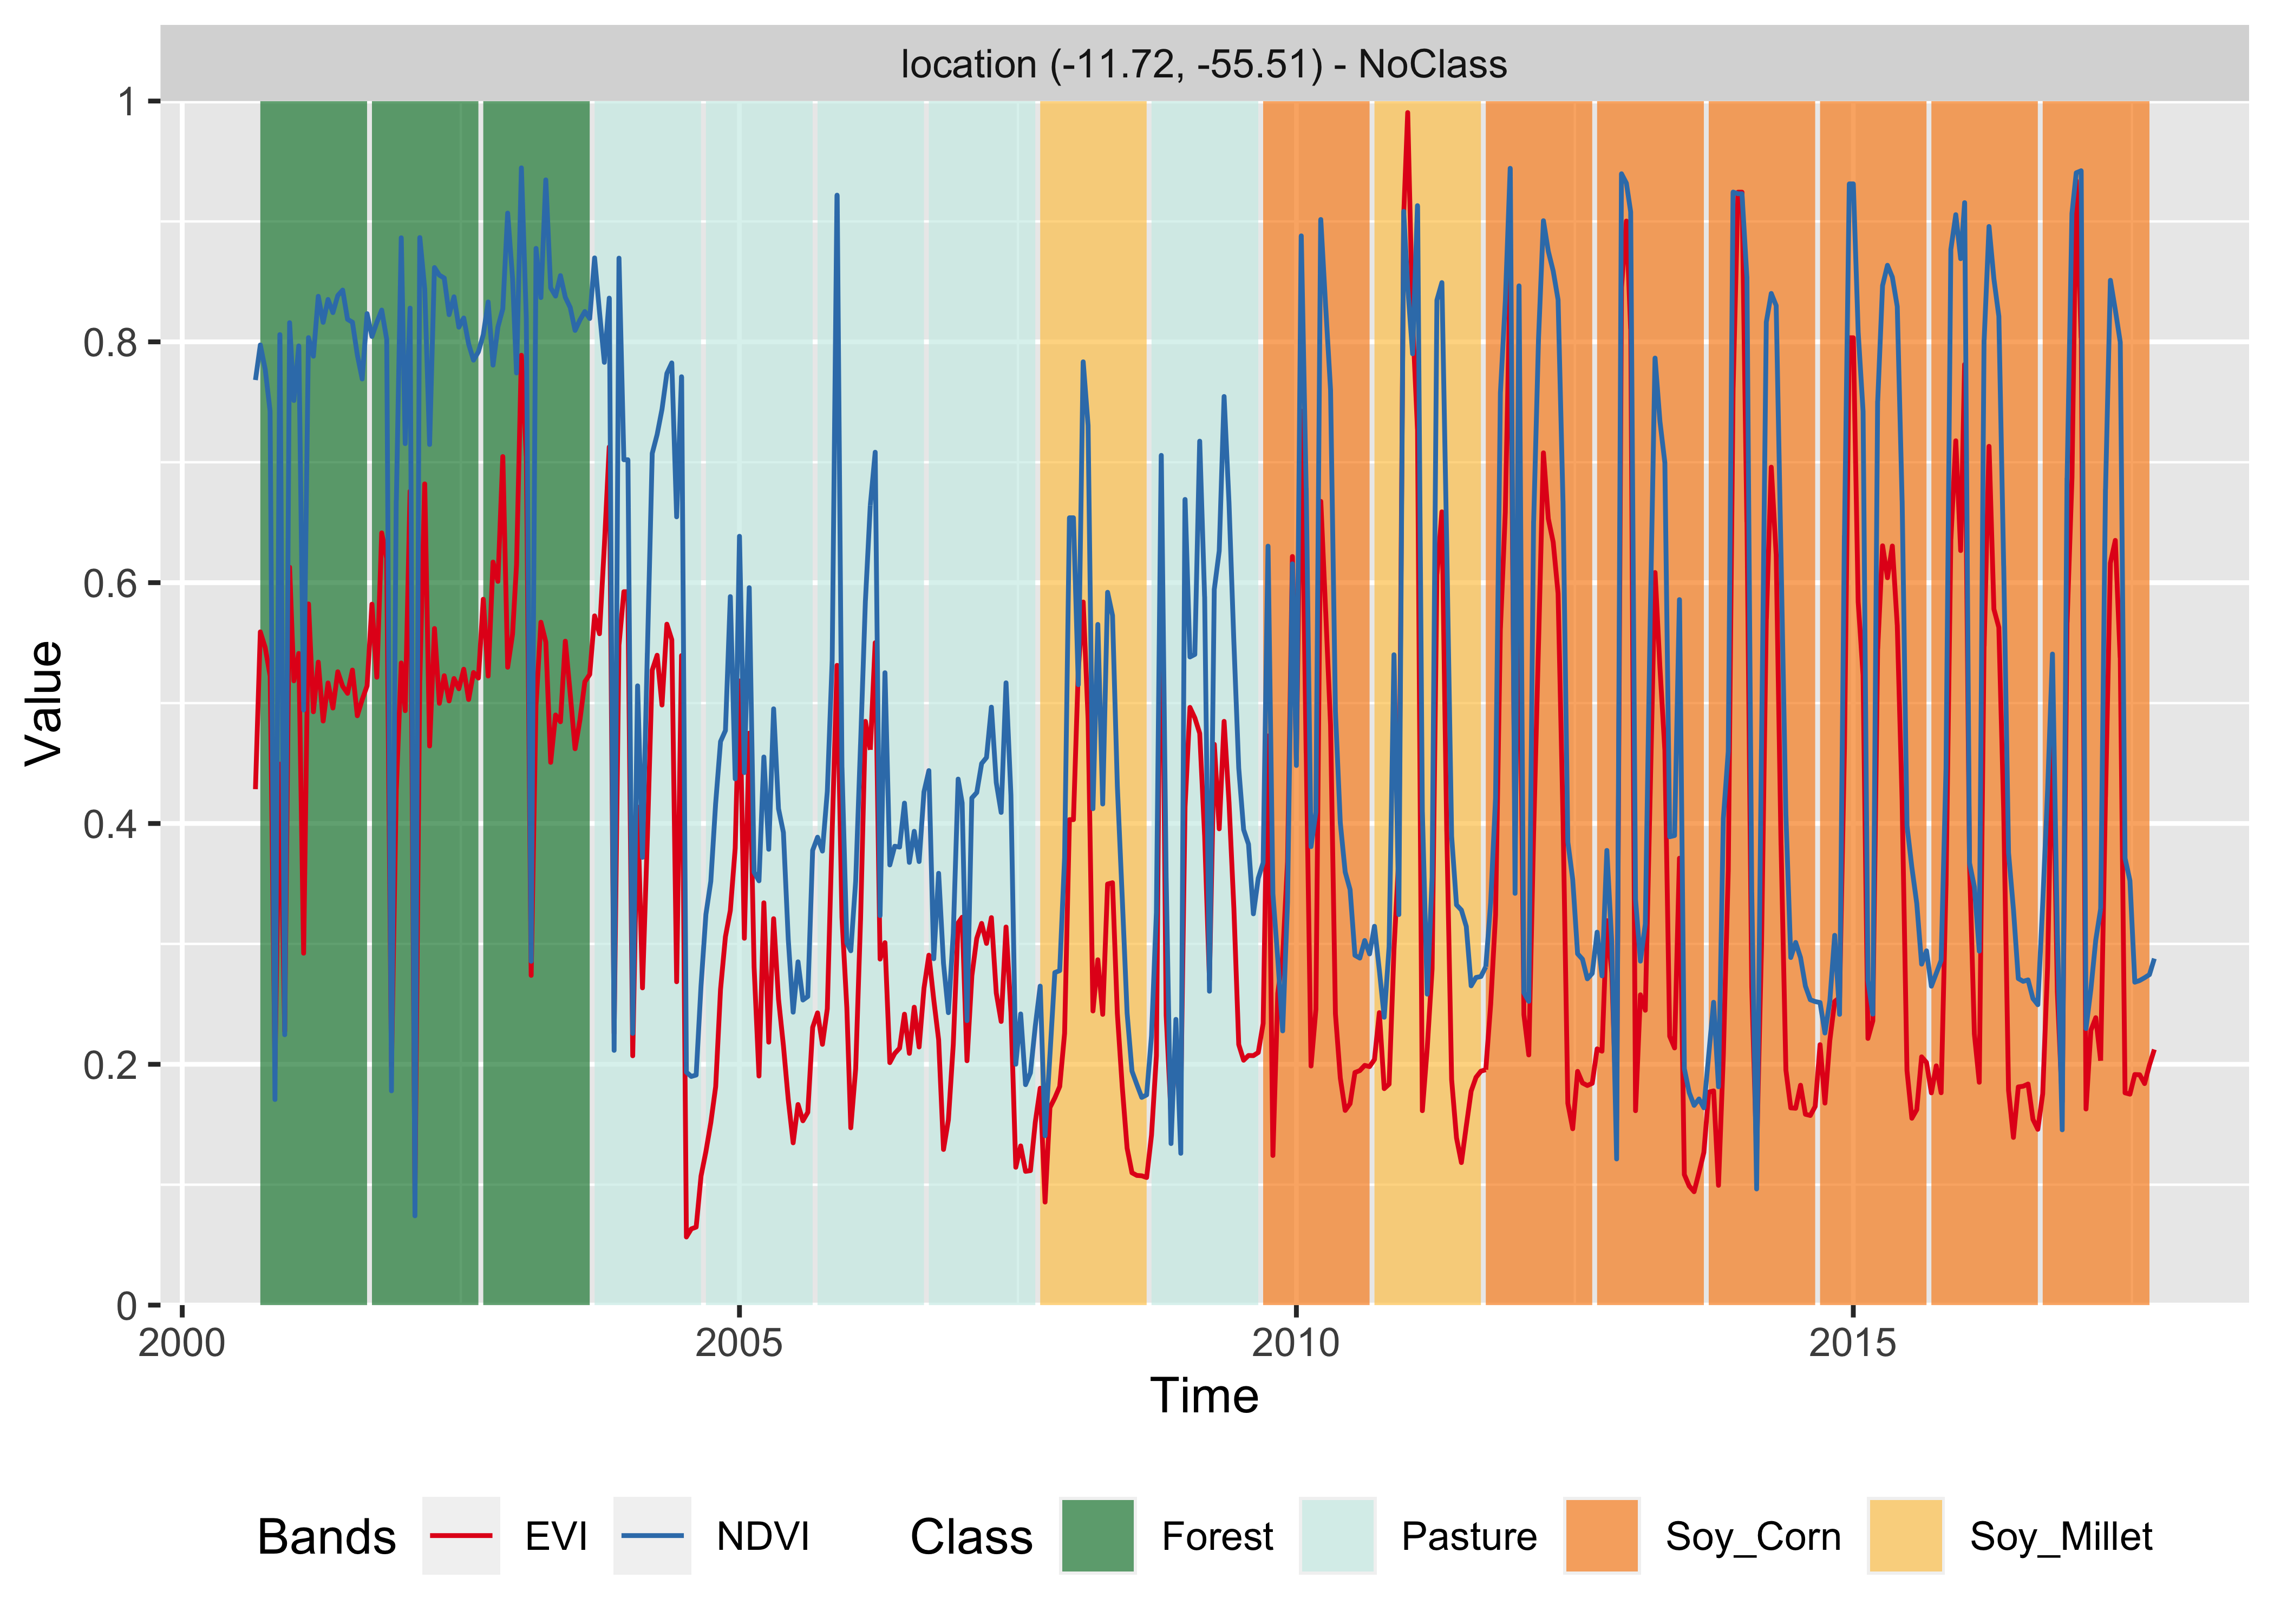 location (-11.72, -55.51) - NoClass
1
0.8
0.6
0.4
0.2
0
Value
2000 2005 2010 2015
Time
Bands EVI NDVI Class Forest Pasture Soy_Corn Soy_Millet